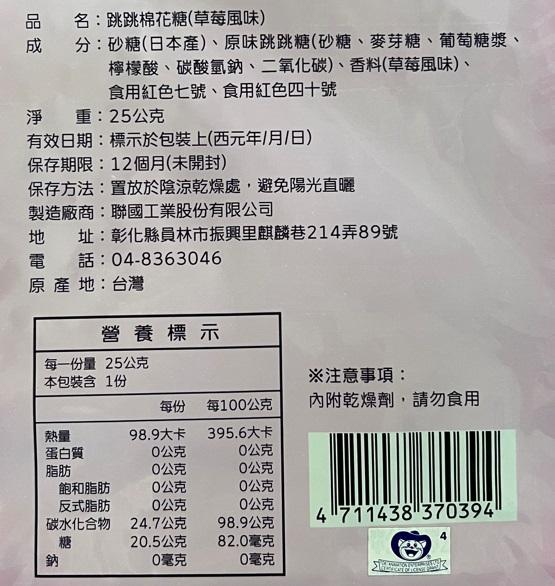 品　　名：跳跳棉花糖(草莓風味)
成　　分：砂糖(日本產)、原味跳跳糖(砂糖、麥芽糖、葡萄糖漿、
檸檬酸、碳酸氫鈉、二氧化碳)、香料(草莓風味)、
食用紅色七號、食用紅色四十號
淨　　重：25公克
有效日期：標示於包裝上(西元年/月/日)
保存期限：12個月(未開封)
保存方法：置放於陰涼乾燥處，避免陽光直曬
製造廠商：聯國工業股份有限公司
地　　址：彰化縣員林市振興里麒麟巷214弄89號
電　　話：04-8363046
原 產 地：台灣
營養標示
每一份量 25公克
本包裝含 1份
每份 每100公克
熱量 98.9大卡 395.6大卡
蛋白質 0公克 0公克
脂肪 0公克 0公克
飽和脂肪 0公克 0公克
反式脂肪 0公克 0公克
碳水化合物 24.7公克 98.9公克
糖 20.5公克 82.0毫克
鈉 0毫克 0毫克
※注意事項：
內附乾燥劑，請勿食用
4 711438 370394
4